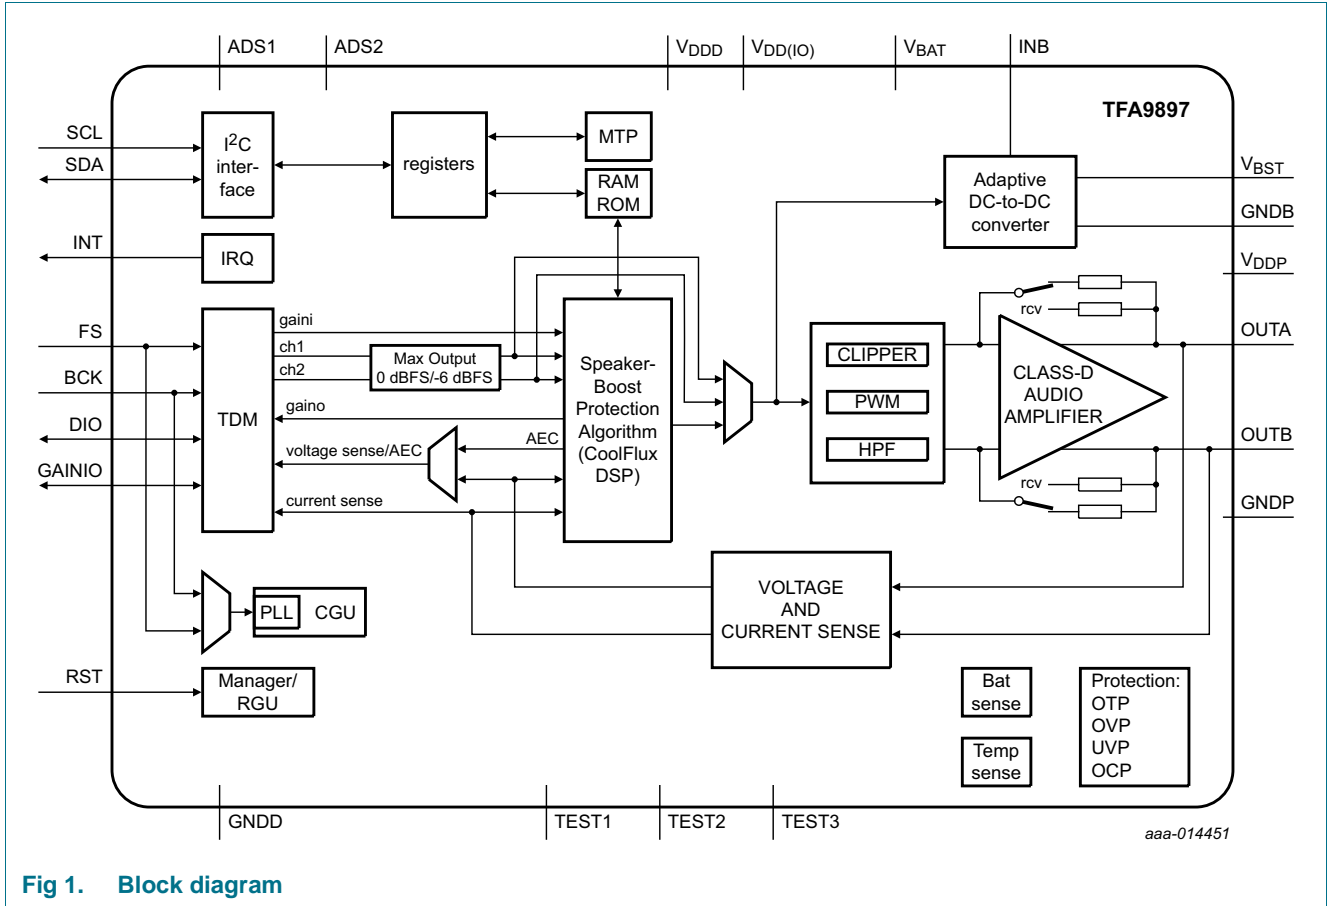 ADS1
ADS2
VDDD
VDD(IO)
VBAT
INB
TFA9897
SCL
SDA
INT
FS
BCK
DIO
GAINIO
RST
I2C
inter-
face
registers
MTP
RAM
ROM
IRQ
TDM
gaini
ch1
ch2
gaino
voltage sense/AEC
current sense
Max Output
0 dBFS/-6 dBFS
AEC
Speaker-
Boost
Protection
Algorithm
(CoolFlux
DSP)
Adaptive
DC-to-DC
converter
CLIPPER
PWM
HPF
rcv
CLASS-D
AUDIO
AMPLIFIER
rcv
VBST
GNDB
VDDP
OUTA
OUTB
GNDP
PLL
CGU
Manager/
RGU
VOLTAGE
AND
CURRENT SENSE
Bat
sense
Temp
sense
Protection:
OTP
OVP
UVP
OCP
GNDD
TEST1
TEST2
TEST3
aaa-014451
Fig 1. Block diagram